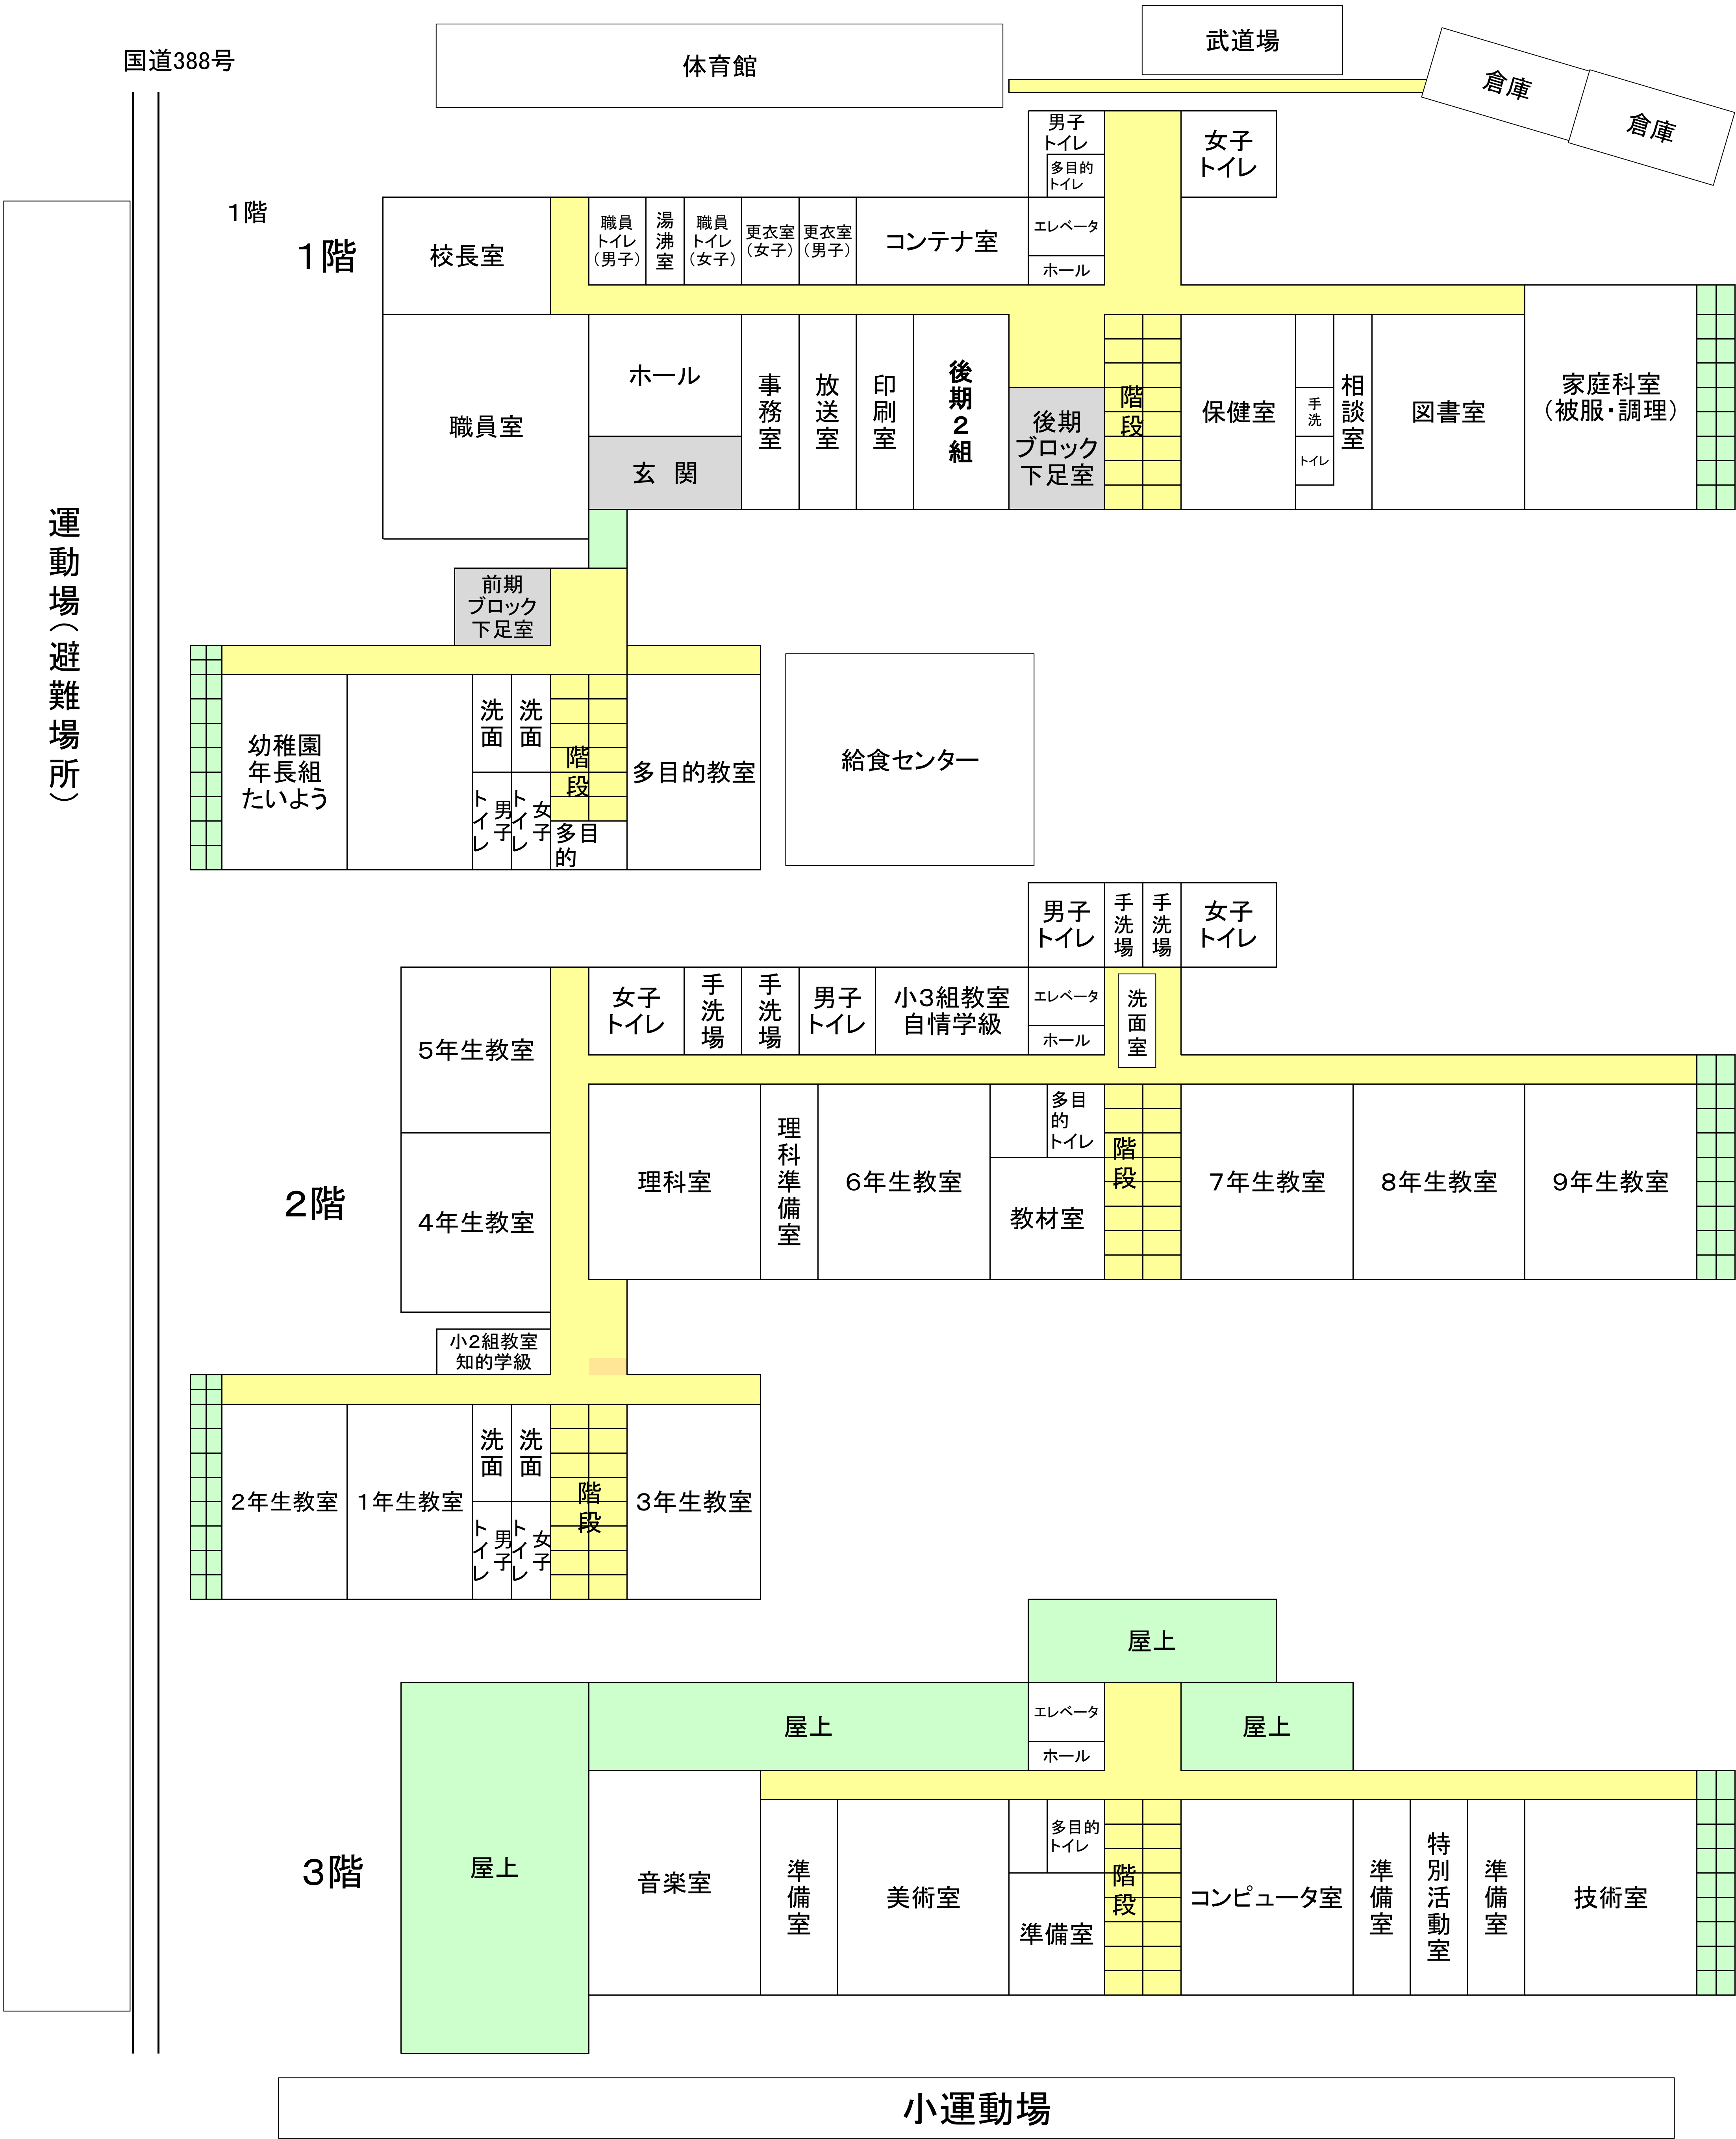 国道388号
体育館
武道場
倉庫
倉庫
運動場（避難場所）
1階
1階
校長室
職員
トイレ
（男子）
湯沸室
職員
トイレ
（女子）
更衣室
（女子）
更衣室
（男子）
コンテナ室
男子
トイレ
多目的
トイレ
エレベータ
ホール
女子
トイレ
職員室
ホール
玄　関
事務室
放送室
印刷室
後期２組
後期
ブロック
下足室
階段
保健室
手洗
トイレ
相談室
図書室
家庭科室
（被服・調理）
前期
ブロック
下足室
幼稚園
年長組
たいよう
洗面
洗面
男子
トイレ
女子
トイレ
階段
多目
的
多目的教室
給食センター
2階
5年生教室
4年生教室
女子
トイレ
手洗場
手洗場
男子
トイレ
小3組教室
自情学級
男子
トイレ
手洗場
手洗場
女子
トイレ
エレベータ
ホール
洗面室
理科室
理科準備室
6年生教室
多目
的
トイレ
教材室
階段
7年生教室
8年生教室
9年生教室
小2組教室
知的学級
2年生教室
1年生教室
洗面
洗面
男子
トイレ
女子
トイレ
階段
3年生教室
3階
屋上
屋上
屋上
エレベータ
ホール
屋上
音楽室
準備室
美術室
多目的
トイレ
準備室
階段
コンピュータ室
準備室
特別活動室
準備室
技術室
小運動場